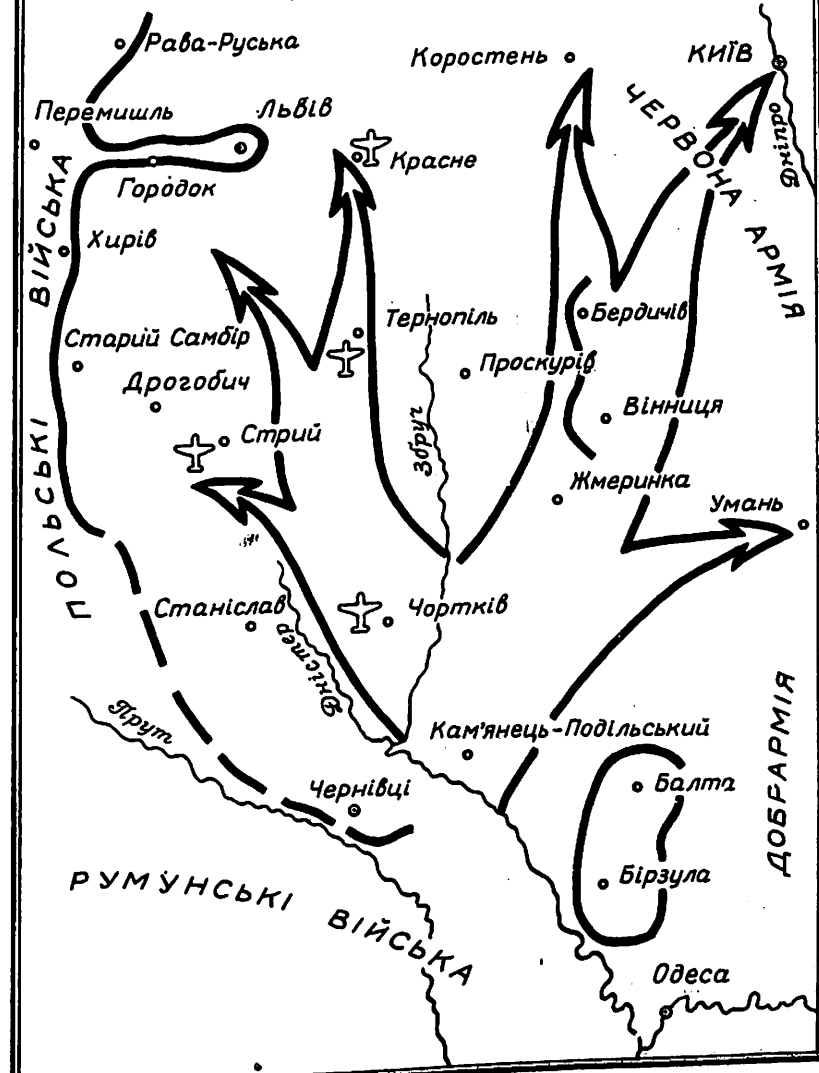 Рава-Руська
Коростень
КИЇВ
Перемишль
ЛЬВІВ
Красне
Дніпро
Городок
ЧЕРВОНА АРМІЯ
Хирів
ПОЛЬСЬКІ ВІЙСЬКА
Тернопіль
Бердичів
Старий Самбір
Проскурів
Дрогобич
Вінниця
Стрий
Збруч
Жмеринка
Умань
Станіслав
Чортків
Дністер
Прут
Кам'янець-Подільський
Чернівці
Балта
ДОБРАРМІЯ
Бірзула
РУМУНСЬКІ ВІЙСЬКА
Одеса